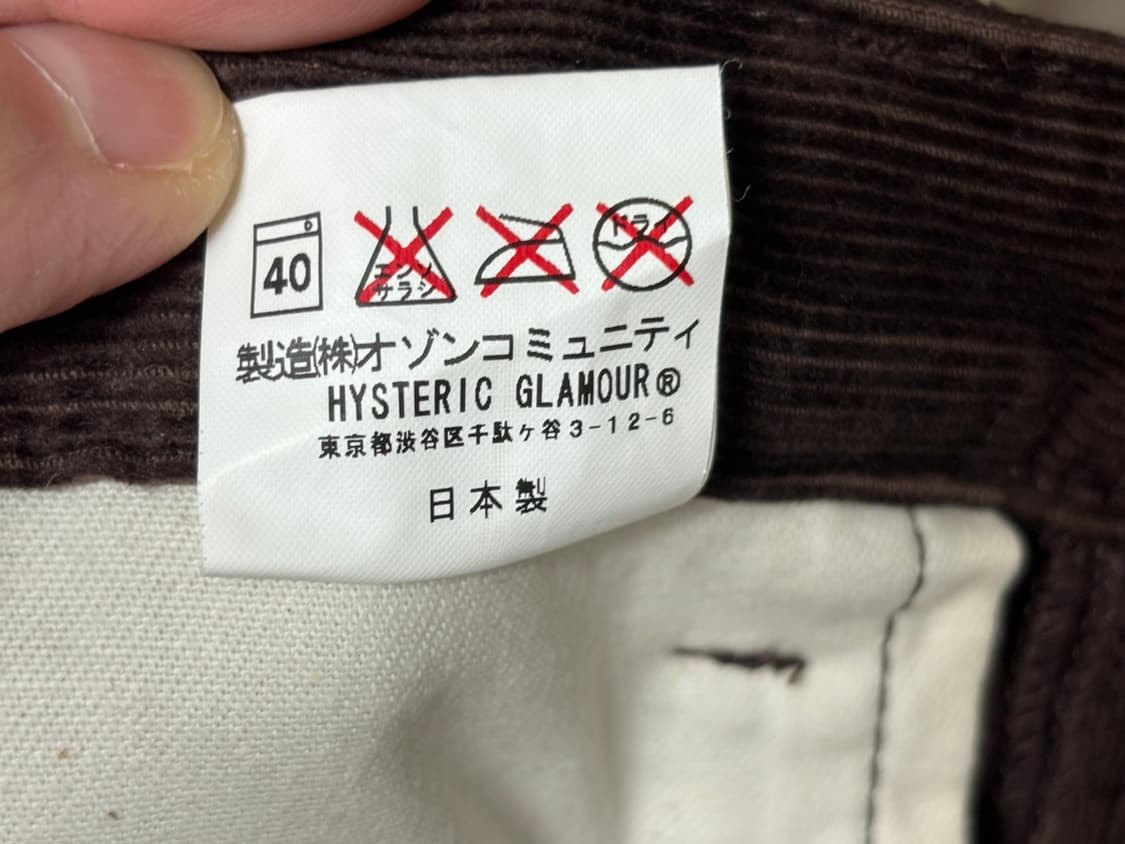 40 エンソ サラシ ドライ
製造(株)オゾンコミュニティ
HYSTERIC GLAMOUR®
東京都渋谷区千駄ヶ谷3-12-6
日本製